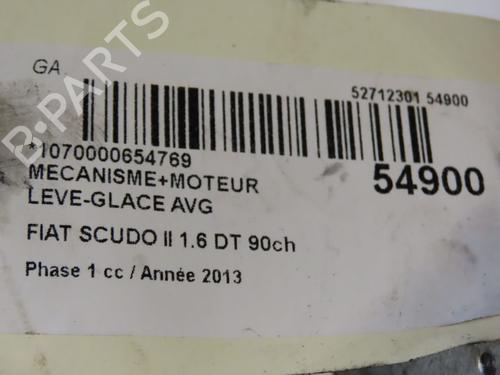 GA
52712301 54900
*1070000654769
54900
MECANISME+MOTEUR
LEVE-GLACE AVG
FIAT SCUDO II 1.6 DT 90ch
Phase 1 cc / Année 2013
B-PARTS